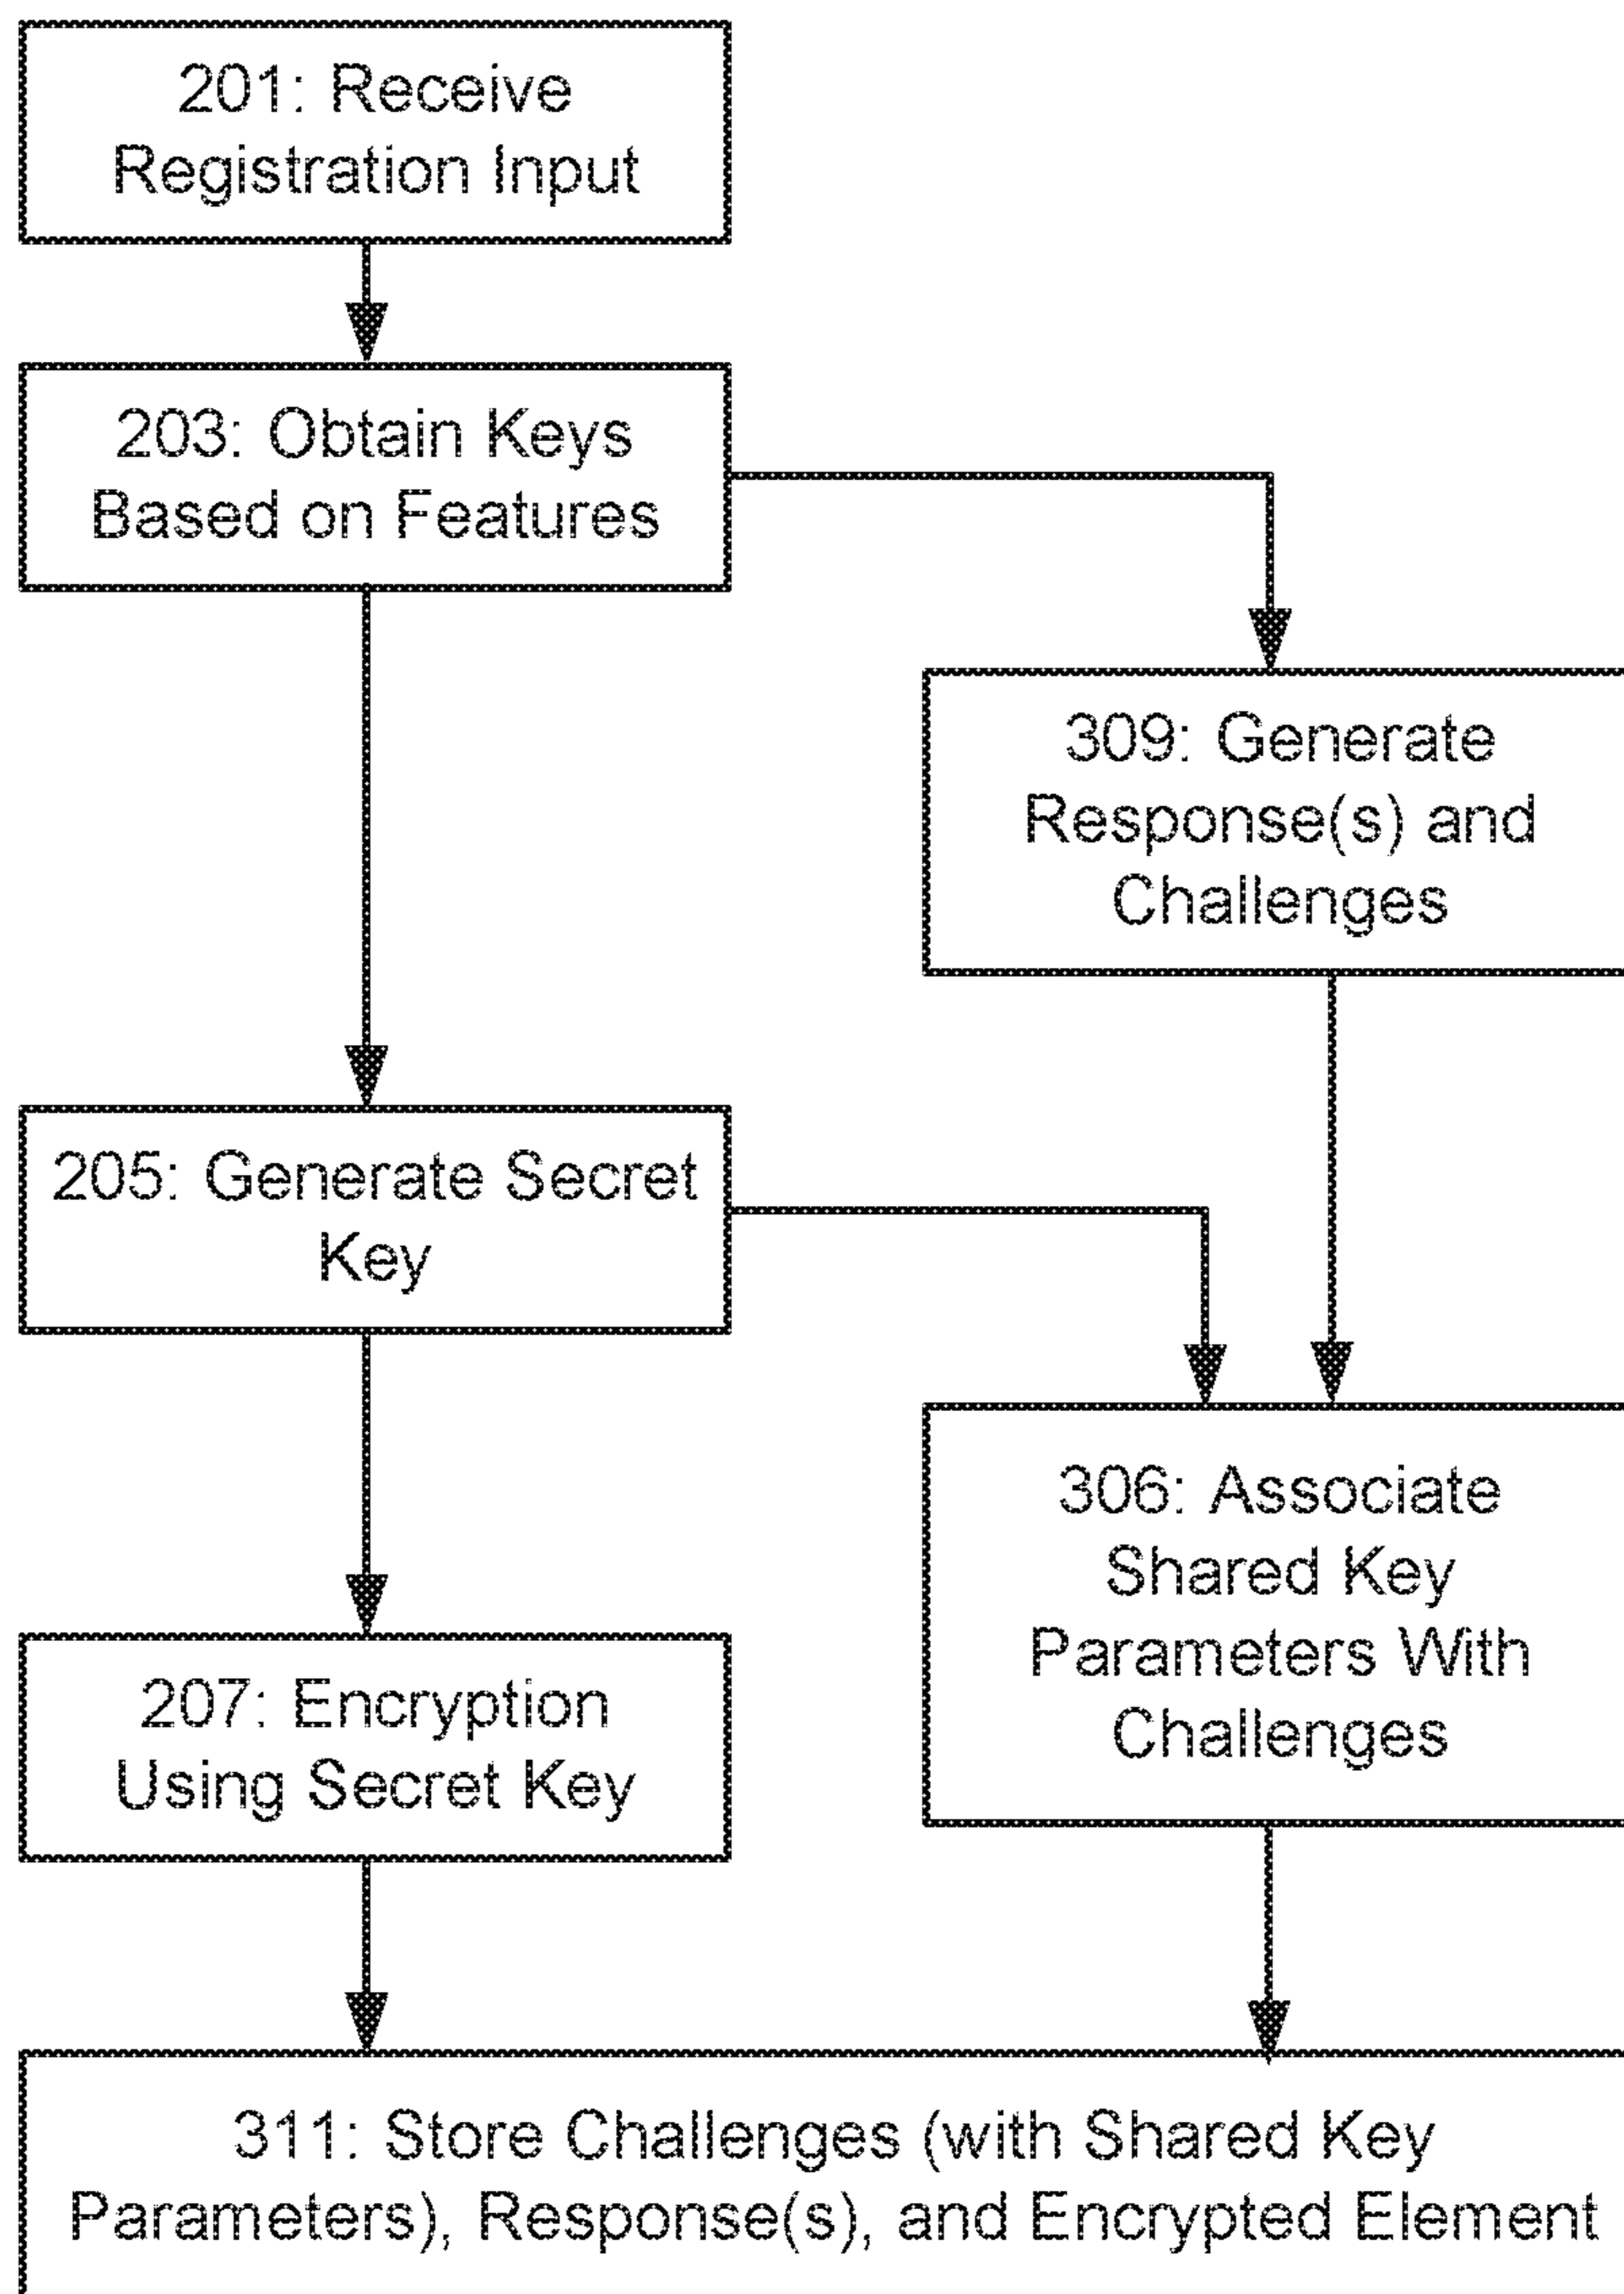 201: Receive
Registration Input
203: Obtain Keys
Based on Features
309: Generate
Response(s) and
Challenges
205: Generate Secret
Key
306: Associate
Shared Key
Parameters With
Challenges
207: Encryption
Using Secret Key
311: Store Challenges (with Shared Key
Parameters), Response(s), and Encrypted Element